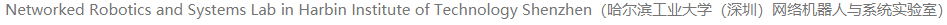 Networked Robotics and Systems Lab in Harbin Institute of Technology Shenzhen（哈尔滨工业大学（深圳）网络机器人与系统实验室）